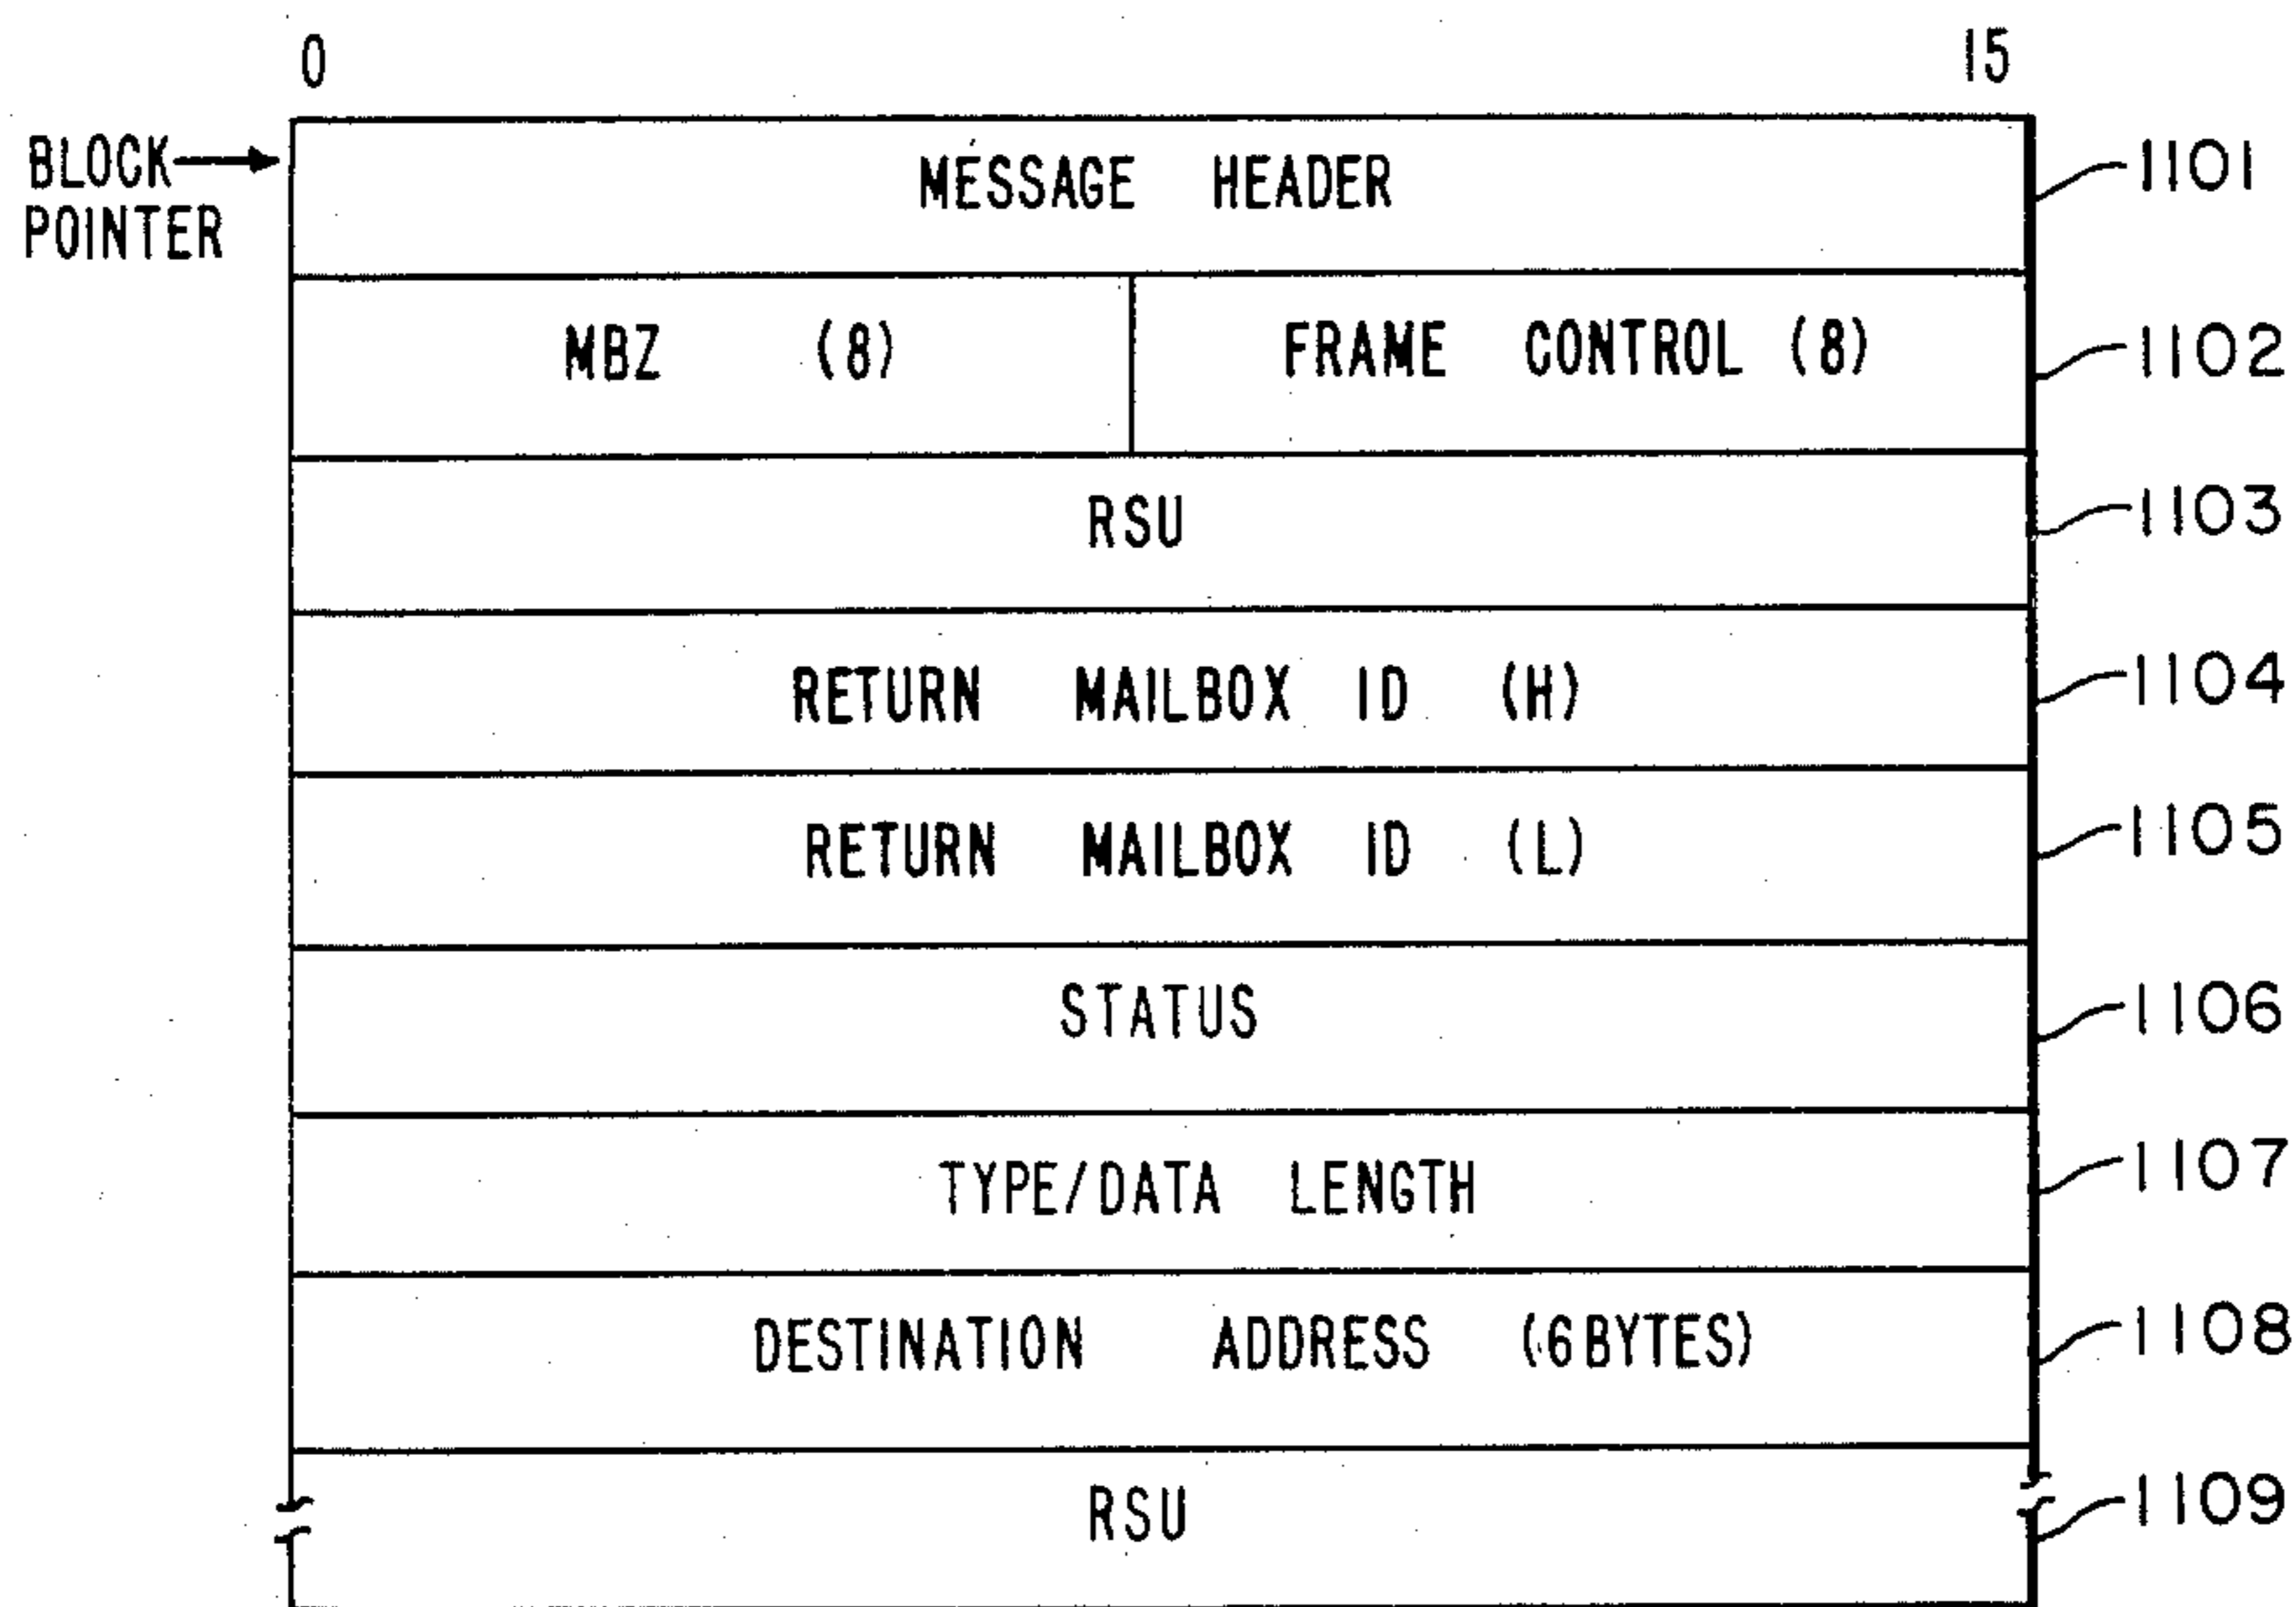 0 15
BLOCK
POINTER
MESSAGE HEADER 1101
MBZ (8) FRAME CONTROL (8) 1102
RSU 1103
RETURN MAILBOX ID (H) 1104
RETURN MAILBOX ID (L) 1105
STATUS 1106
TYPE/DATA LENGTH 1107
DESTINATION ADDRESS (6BYTES) 1108
RSU 1109